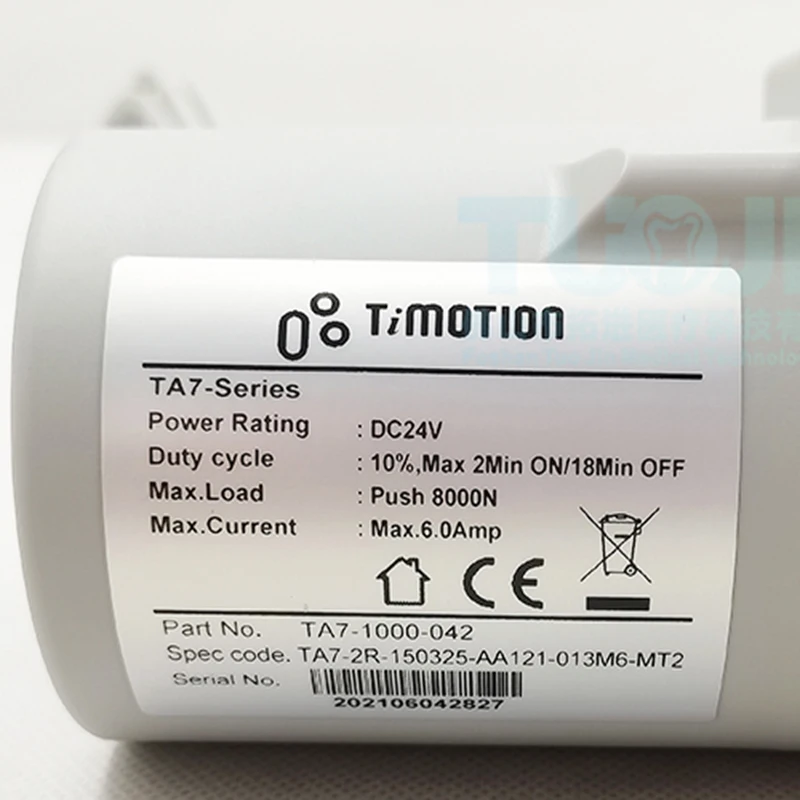 TUOJI
TiMOTION
TA7-Series
Power Rating : DC24V
Duty cycle : 10%,Max 2Min ON/18Min OFF
Max.Load : Push 8000N
Max.Current : Max.6.0Amp
CE
Part No. TA7-1000-042
Spec code. TA7-2R-150325-AA121-013M6-MT2
Serial No.
202106042827